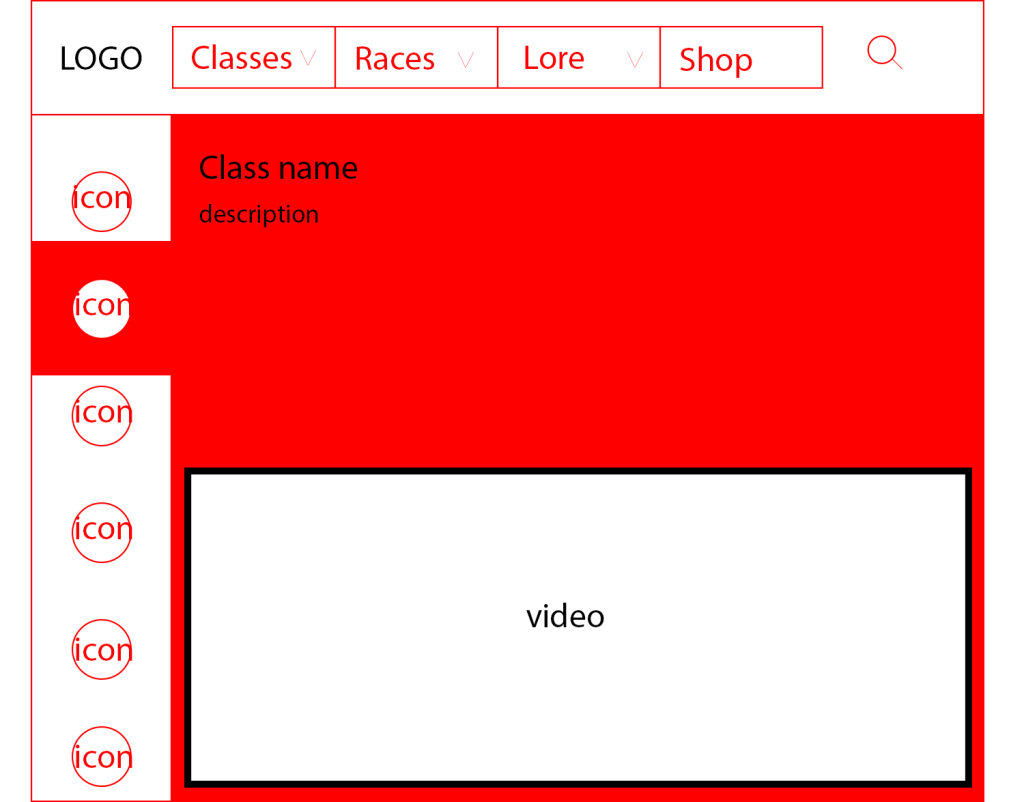 LOGO
Classes
Races
Lore
Shop
Class name
description
icon
icon
icon
icon
icon
icon
video